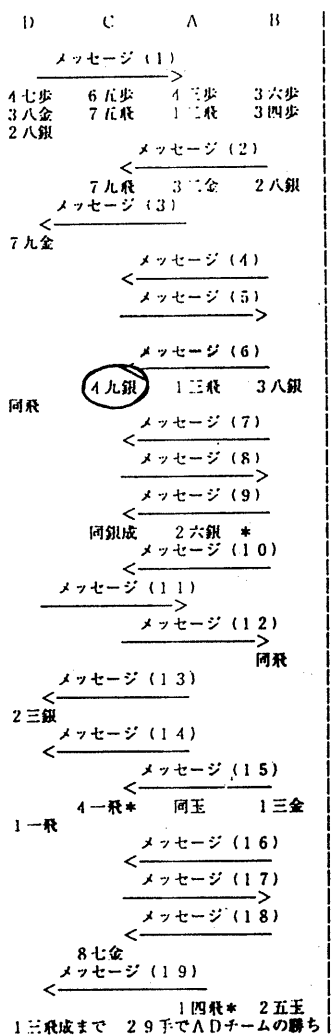 D C A B
メッセージ (1)
4七歩 6五歩 4三歩 3六歩
3八金 7五飛 1二飛 3四歩
2八銀
メッセージ (2)
7九飛 3二金 2八銀
メッセージ (3)
7九金
メッセージ (4)
メッセージ (5)
メッセージ (6)
4九銀 1三飛 3八銀
同飛
メッセージ (7)
メッセージ (8)
メッセージ (9)
同銀成 2六銀 *
メッセージ (10)
メッセージ (11)
メッセージ (12)
同飛
メッセージ (13)
2三銀
メッセージ (14)
メッセージ (15)
4一飛* 同玉 1三金
1一飛
メッセージ (16)
メッセージ (17)
メッセージ (18)
8七金
メッセージ (19)
1四飛* 2五玉
1三飛成まで 29手でADチームの勝ち